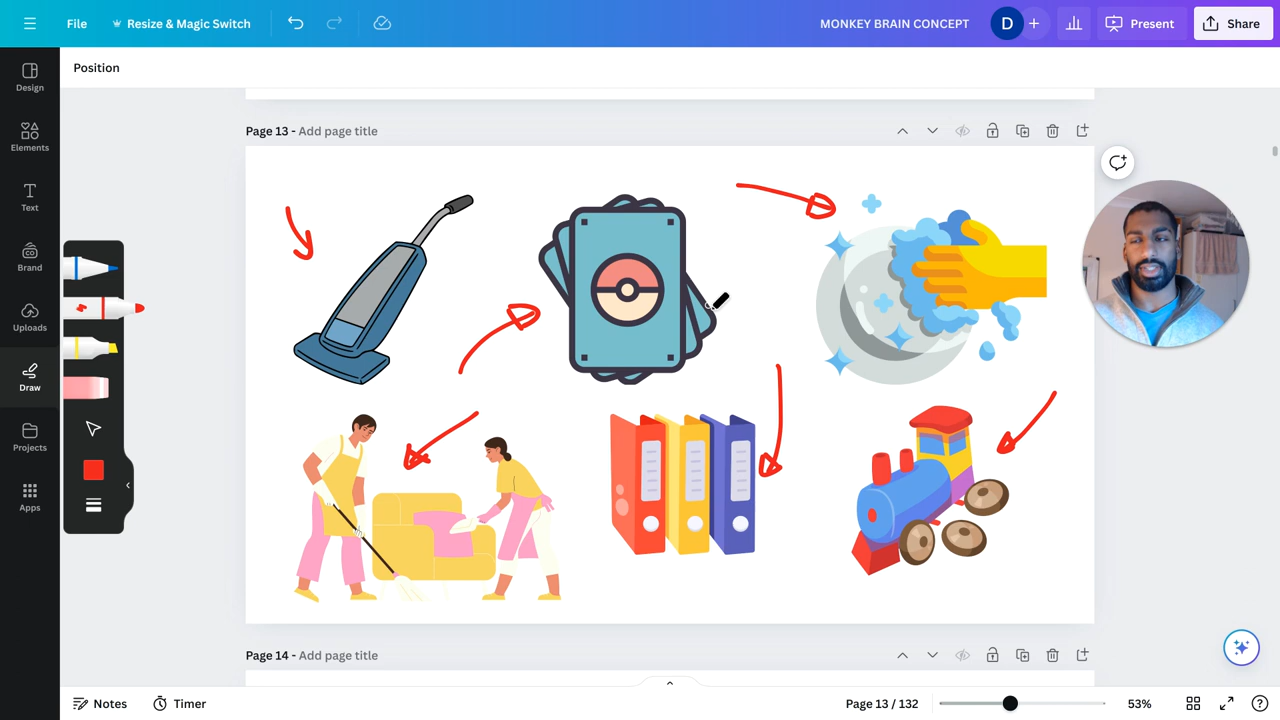 File
Resize & Magic Switch
MONKEY BRAIN CONCEPT
D
Present
Share
Position
Design
Elements
Text
Brand
Uploads
Draw
Projects
Apps
Page 13 - Add page title
Page 14 - Add page title
Notes
Timer
Page 13 / 132
53%